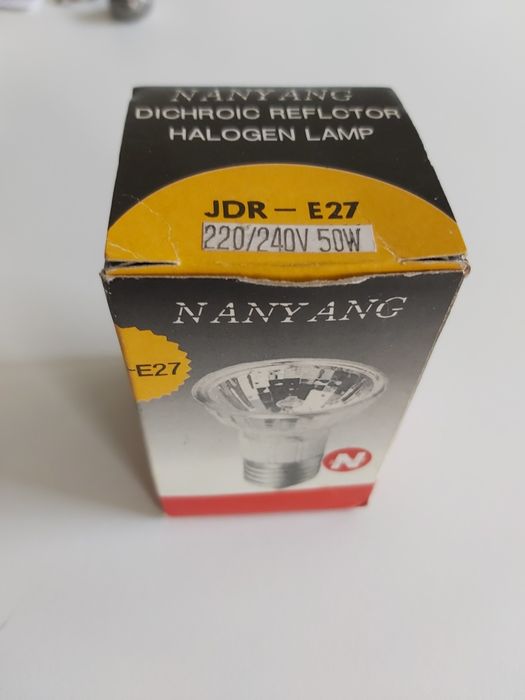 NANYANG
DICHROIC REFLCTOR
HALOGEN LAMP
JDR - E27
220/240V 50W
NANYANG
-E27
N